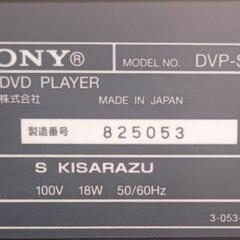 ONY® MODEL NO. DVP-S
DVD PLAYER
株式会社 MADE IN JAPAN
製造番号 825053
S KISARAZU
100V 18W 50/60Hz
3-053-